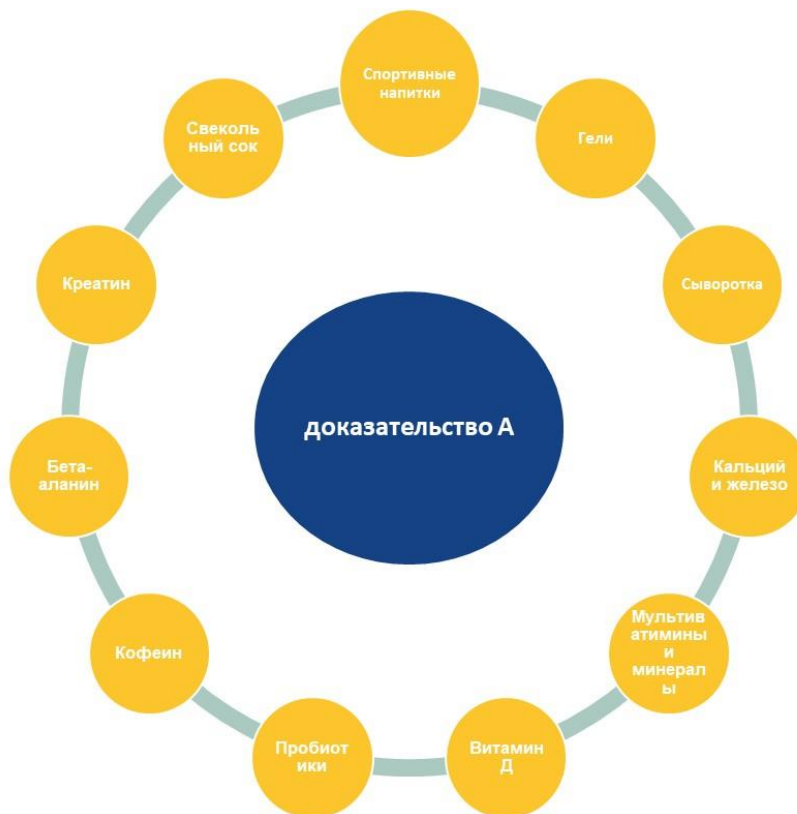 Спортивные
напитки
Гели
Сыворотка
Кальций
и железо
Мультив
атимины
и
минерал
ы
Витамин
Д
Пробиот
ики
Кофеин
Бета-
аланин
Креатин
Свеколь
ный сок
доказательство А